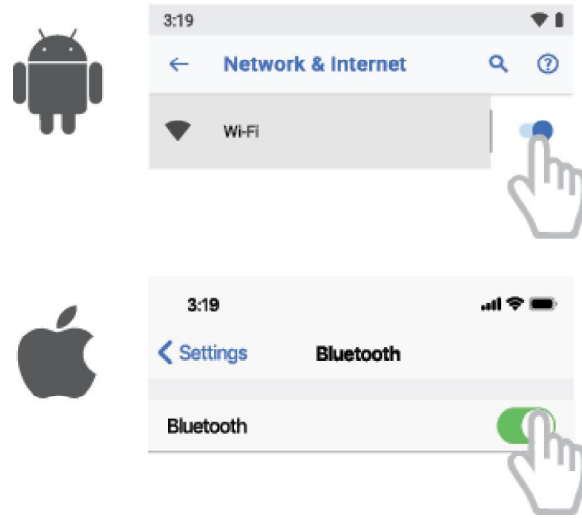 3:19
Network & Internet
Wi-Fi
3:19
Settings Bluetooth
Bluetooth